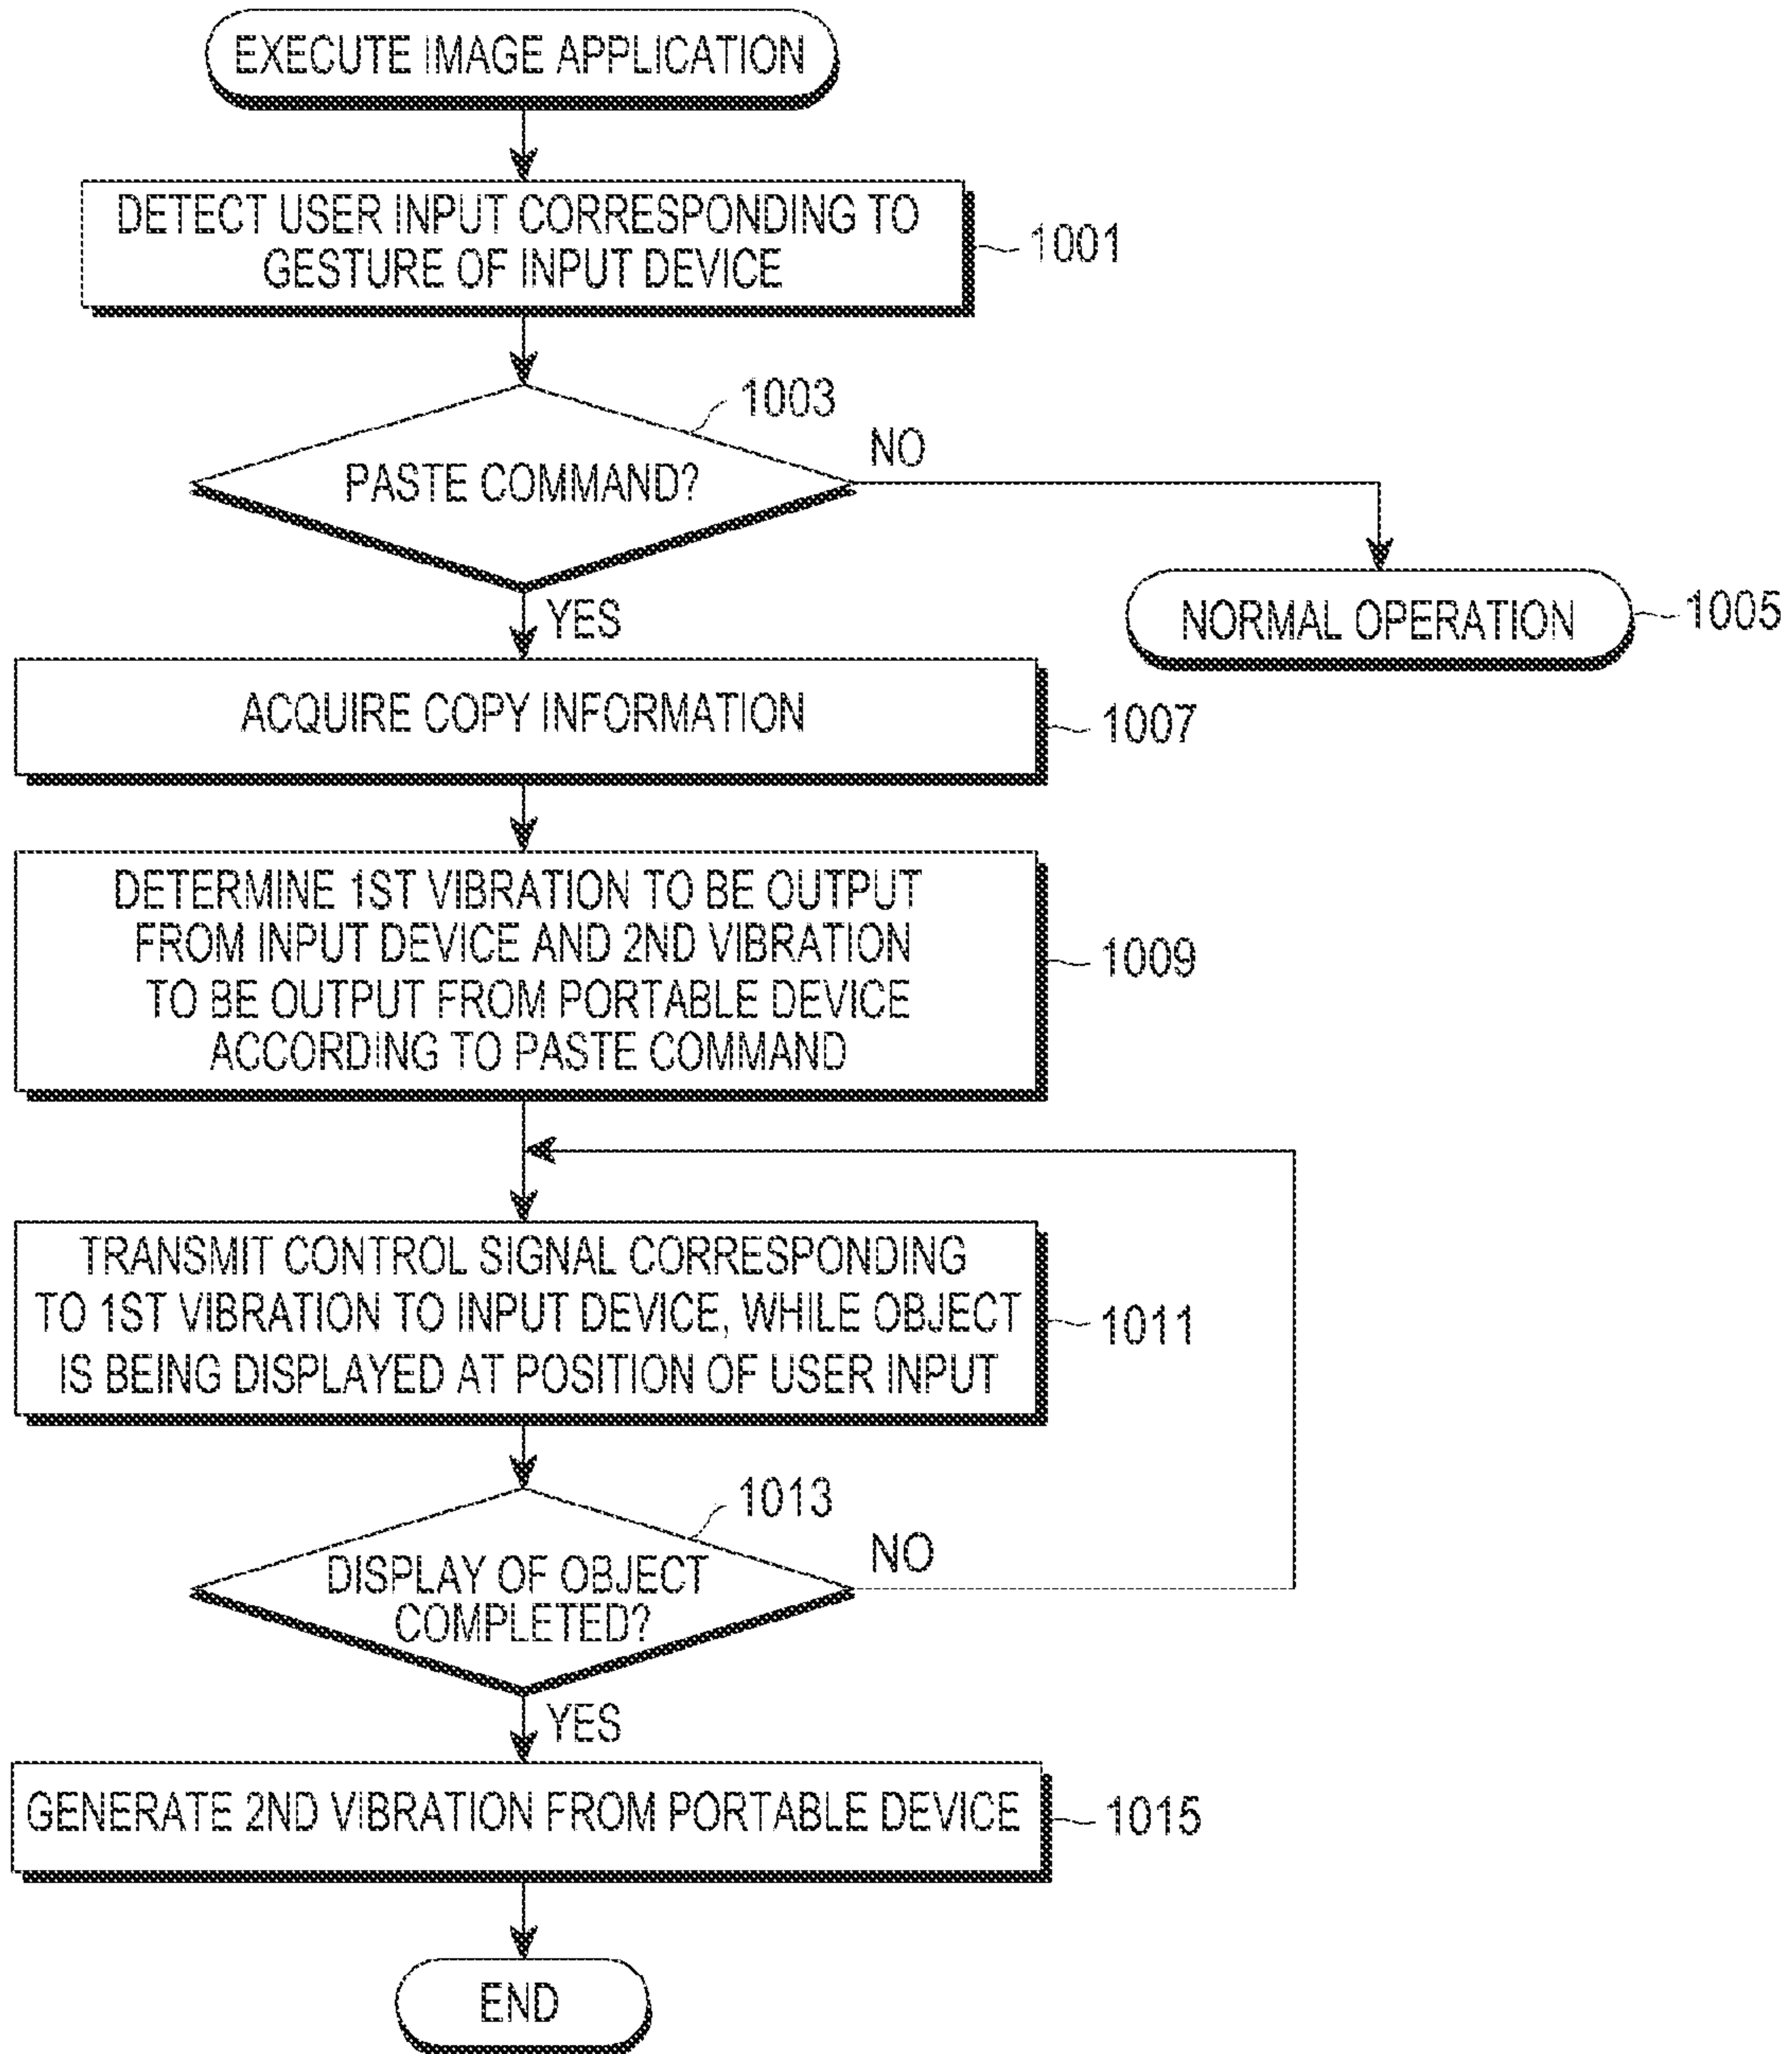 EXECUTE IMAGE APPLICATION
DETECT USER INPUT CORRESPONDING TO
GESTURE OF INPUT DEVICE
1001
1003
PASTE COMMAND?
NO
YES
NORMAL OPERATION
1005
ACQUIRE COPY INFORMATION
1007
DETERMINE 1ST VIBRATION TO BE OUTPUT
FROM INPUT DEVICE AND 2ND VIBRATION
TO BE OUTPUT FROM PORTABLE DEVICE
ACCORDING TO PASTE COMMAND
1009
TRANSMIT CONTROL SIGNAL CORRESPONDING
TO 1ST VIBRATION TO INPUT DEVICE, WHILE OBJECT
IS BEING DISPLAYED AT POSITION OF USER INPUT
1011
1013
DISPLAY OF OBJECT
COMPLETED?
NO
YES
GENERATE 2ND VIBRATION FROM PORTABLE DEVICE
1015
END